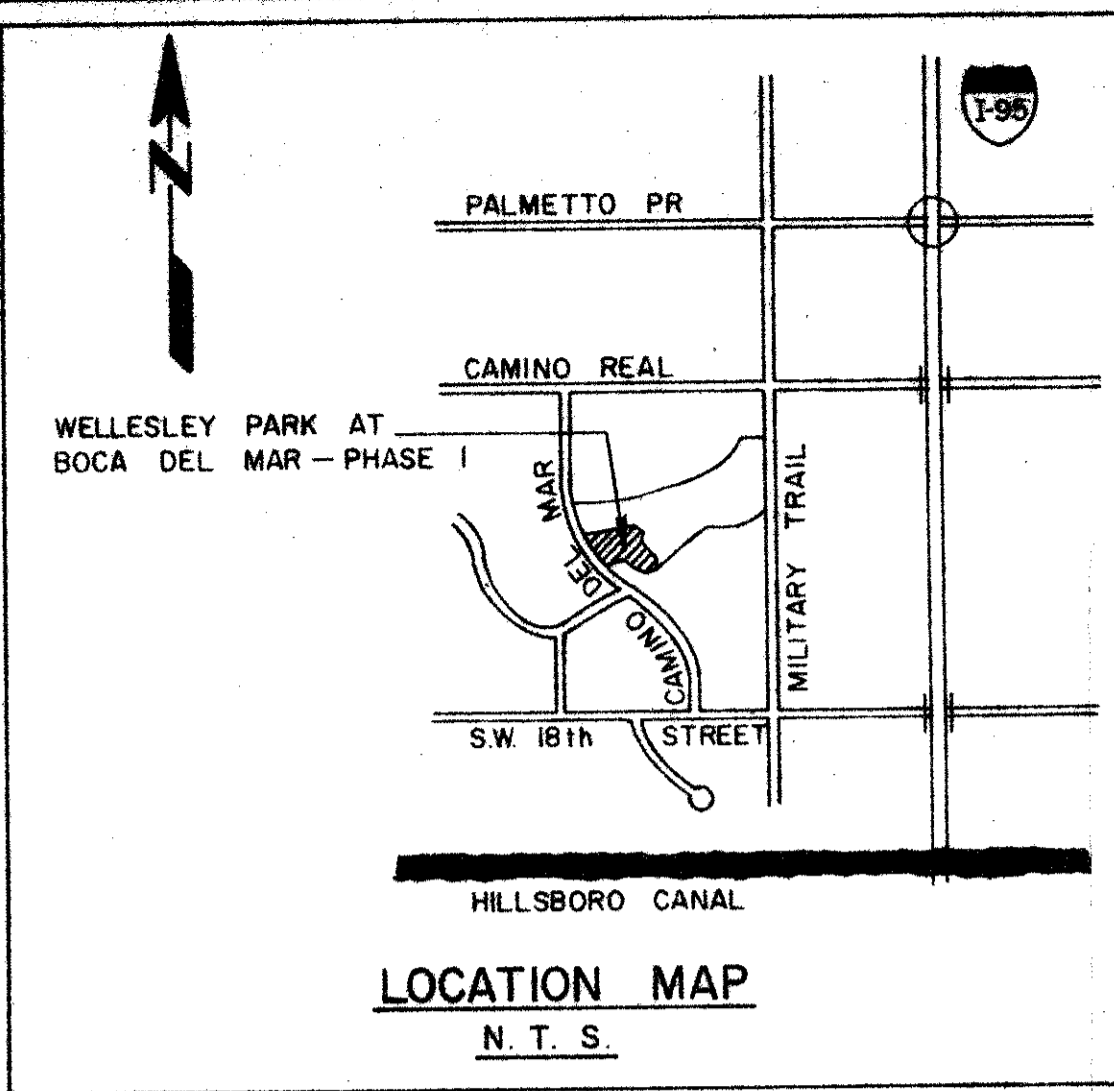 N
I-95
PALMETTO PR
CAMINO REAL
WELLESLEY PARK AT
BOCA DEL MAR — PHASE I
CAMINO DEL MAR
MILITARY TRAIL
S.W. 18th STREET
HILLSBORO CANAL
LOCATION MAP
N. T. S.